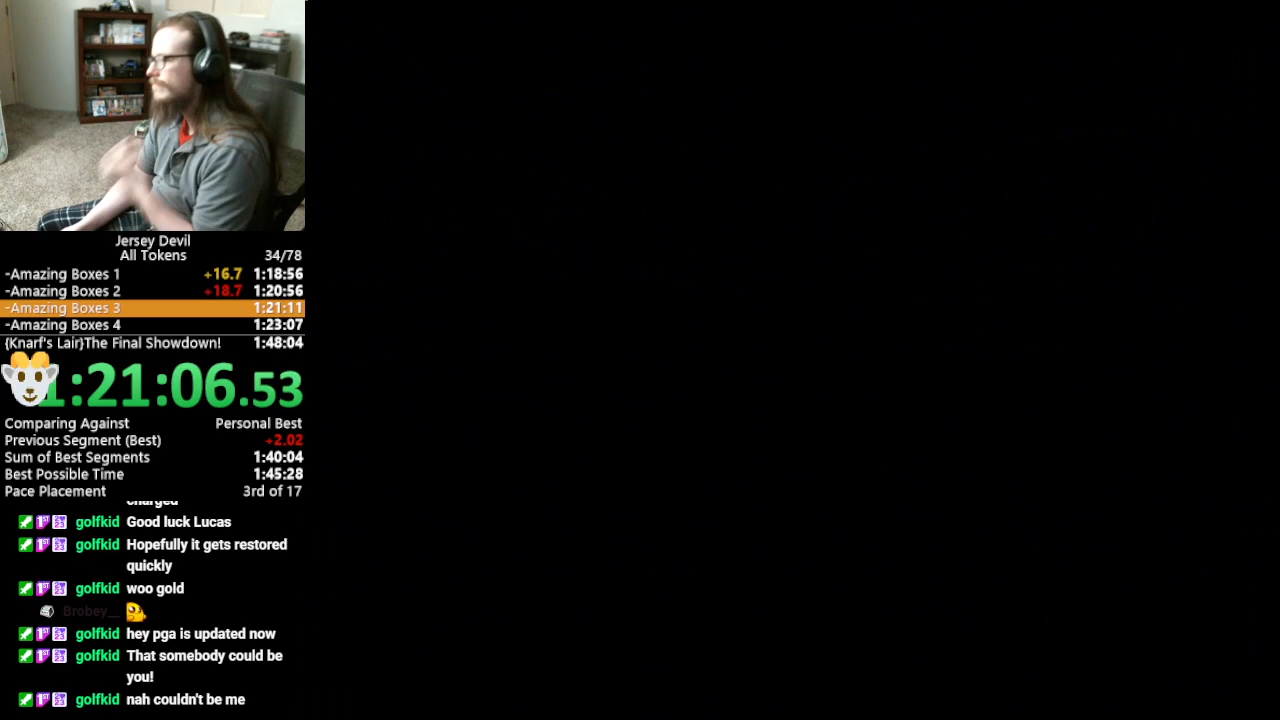 Jersey Devil
All Tokens 34/78
-Amazing Boxes 1 +16.7 1:18:56
-Amazing Boxes 2 +18.7 1:20:56
-Amazing Boxes 3 1:21:11
-Amazing Boxes 4 1:23:07
{Knarf's Lair}The Final Showdown! 1:48:04
1:21:06.53
Comparing Against Personal Best
Previous Segment (Best) +2.02
Sum of Best Segments 1:40:04
Best Possible Time 1:45:28
Pace Placement 3rd of 17
charged
golfkid Good luck Lucas
golfkid Hopefully it gets restored
quickly
golfkid woo gold
Brobey__
golfkid hey pga is updated now
golfkid That somebody could be
you!
golfkid nah couldn't be me